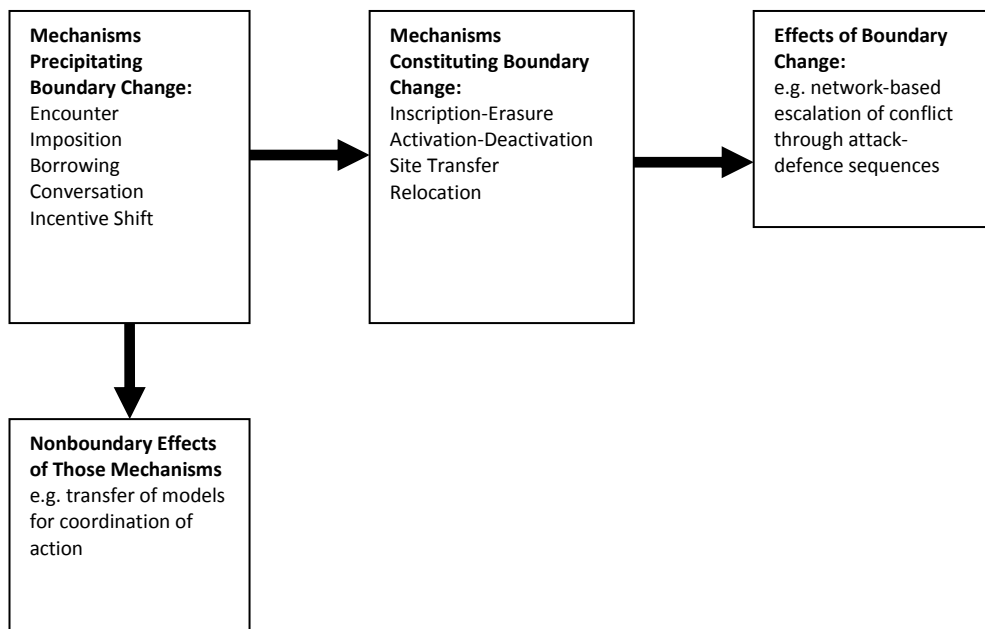 Mechanisms
Precipitating
Boundary Change:
Encounter
Imposition
Borrowing
Conversation
Incentive Shift
Mechanisms
Constituting Boundary
Change:
Inscription-Erasure
Activation-Deactivation
Site Transfer
Relocation
Effects of Boundary
Change:
e.g. network-based
escalation of conflict
through attack-
defence sequences
Nonboundary Effects
of Those Mechanisms
e.g. transfer of models
for coordination of
action